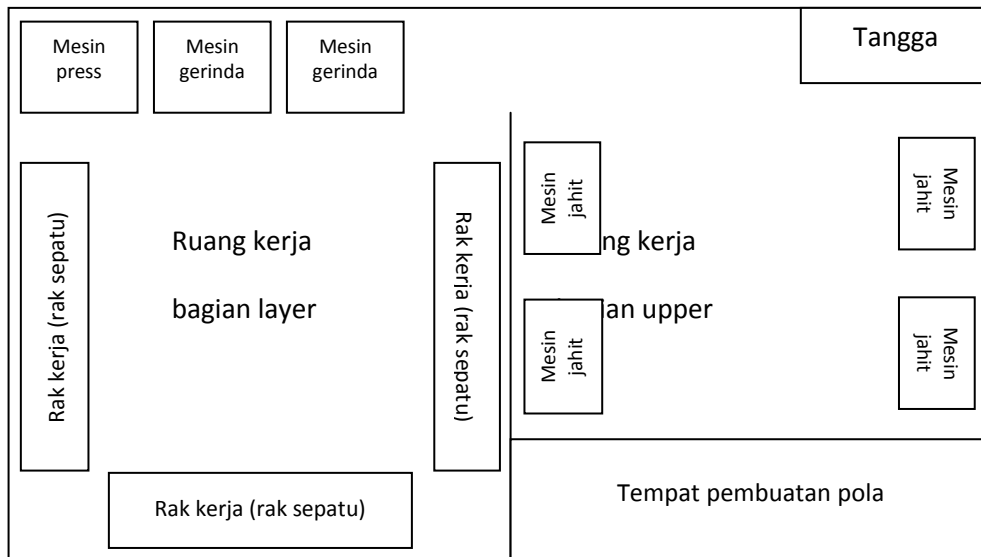 Mesin
press
Mesin
gerinda
Mesin
gerinda
Tangga
Rak kerja (rak sepatu)
Ruang kerja
bagian layer
Rak kerja (rak sepatu)
Mesin
jahit
ng kerja
Mesin
jahit
Mesin
jahit
an upper
Mesin
jahit
Rak kerja (rak sepatu)
Tempat pembuatan pola